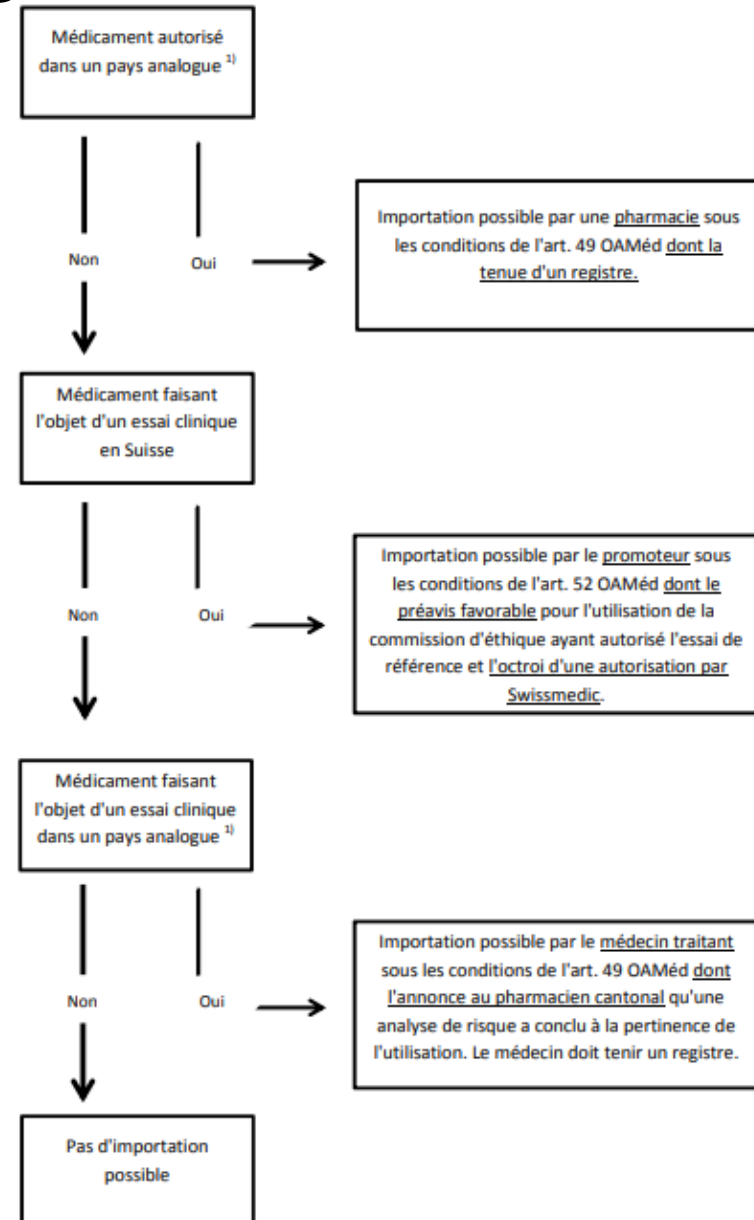 Médicament autorisé
dans un pays analogue 1)
Non
Oui
Importation possible par une pharmacie sous
les conditions de l'art. 49 OAMéd dont la
tenue d'un registre.
Médicament faisant
l'objet d'un essai clinique
en Suisse
Non
Oui
Importation possible par le promoteur sous
les conditions de l'art. 52 OAMéd dont le
préavis favorable pour l'utilisation de la
commission d'éthique ayant autorisé l'essai de
référence et l'octroi d'une autorisation par
Swissmedic.
Médicament faisant
l'objet d'un essai clinique
dans un pays analogue 1)
Non
Oui
Importation possible par le médecin traitant
sous les conditions de l'art. 49 OAMéd dont
l'annonce au pharmacien cantonal qu'une
analyse de risque a conclu à la pertinence de
l'utilisation. Le médecin doit tenir un registre.
Pas d'importation
possible